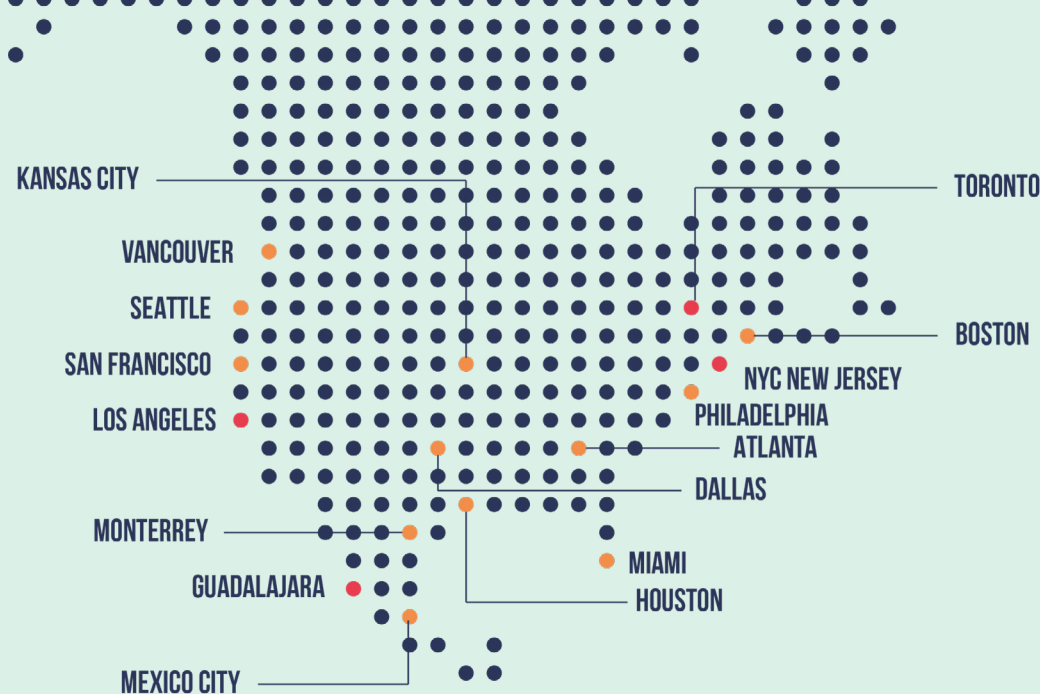 KANSAS CITY
TORONTO
VANCOUVER
SEATTLE
BOSTON
SAN FRANCISCO
NYC NEW JERSEY
LOS ANGELES
PHILADELPHIA
ATLANTA
DALLAS
MONTERREY
MIAMI
GUADALAJARA
HOUSTON
MEXICO CITY